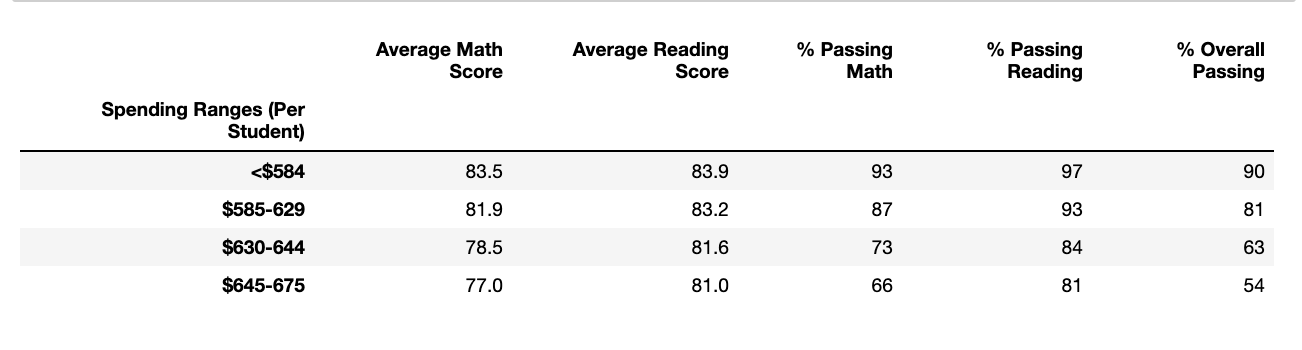 Average Math Score Average Reading Score % Passing Math % Passing Reading % Overall Passing
Spending Ranges (Per Student)
<$584 83.5 83.9 93 97 90
$585-629 81.9 83.2 87 93 81
$630-644 78.5 81.6 73 84 63
$645-675 77.0 81.0 66 81 54